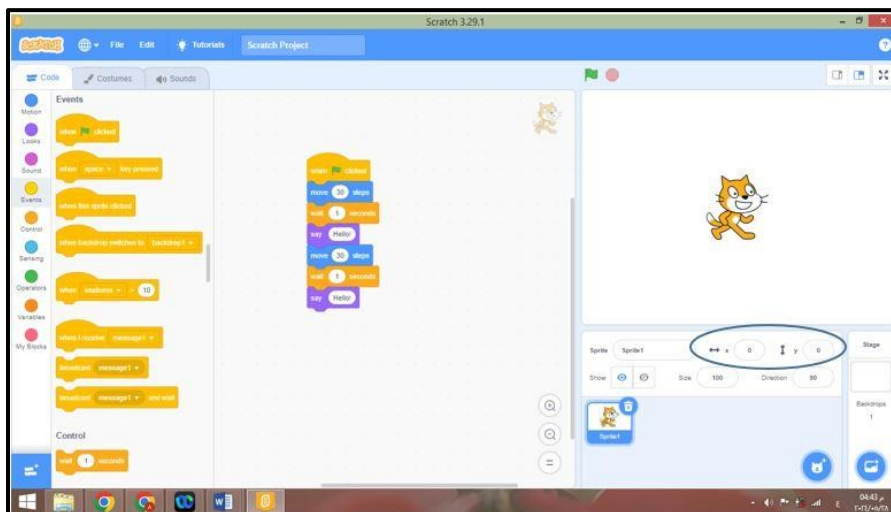 Scratch 3.29.1
SCRATCH File Edit Tutorials Scratch Project
Code Costumes Sounds
Motion
Looks
Sound
Events
Control
Sensing
Operators
Variables
My Blocks
Events
when clicked
when space key pressed
when this sprite clicked
when backdrop switches to backdrop1
when loudness > 10
when I receive message1
broadcast message1
broadcast message1 and wait
Control
wait 1 seconds
when clicked
move 30 steps
wait 1 seconds
say Hello!
move 30 steps
wait 1 seconds
say Hello!
Sprite Sprite1 x 0 y 0
Show Size 100 Direction 90
Sprite1
Stage
Backdrops
1
04:43 م